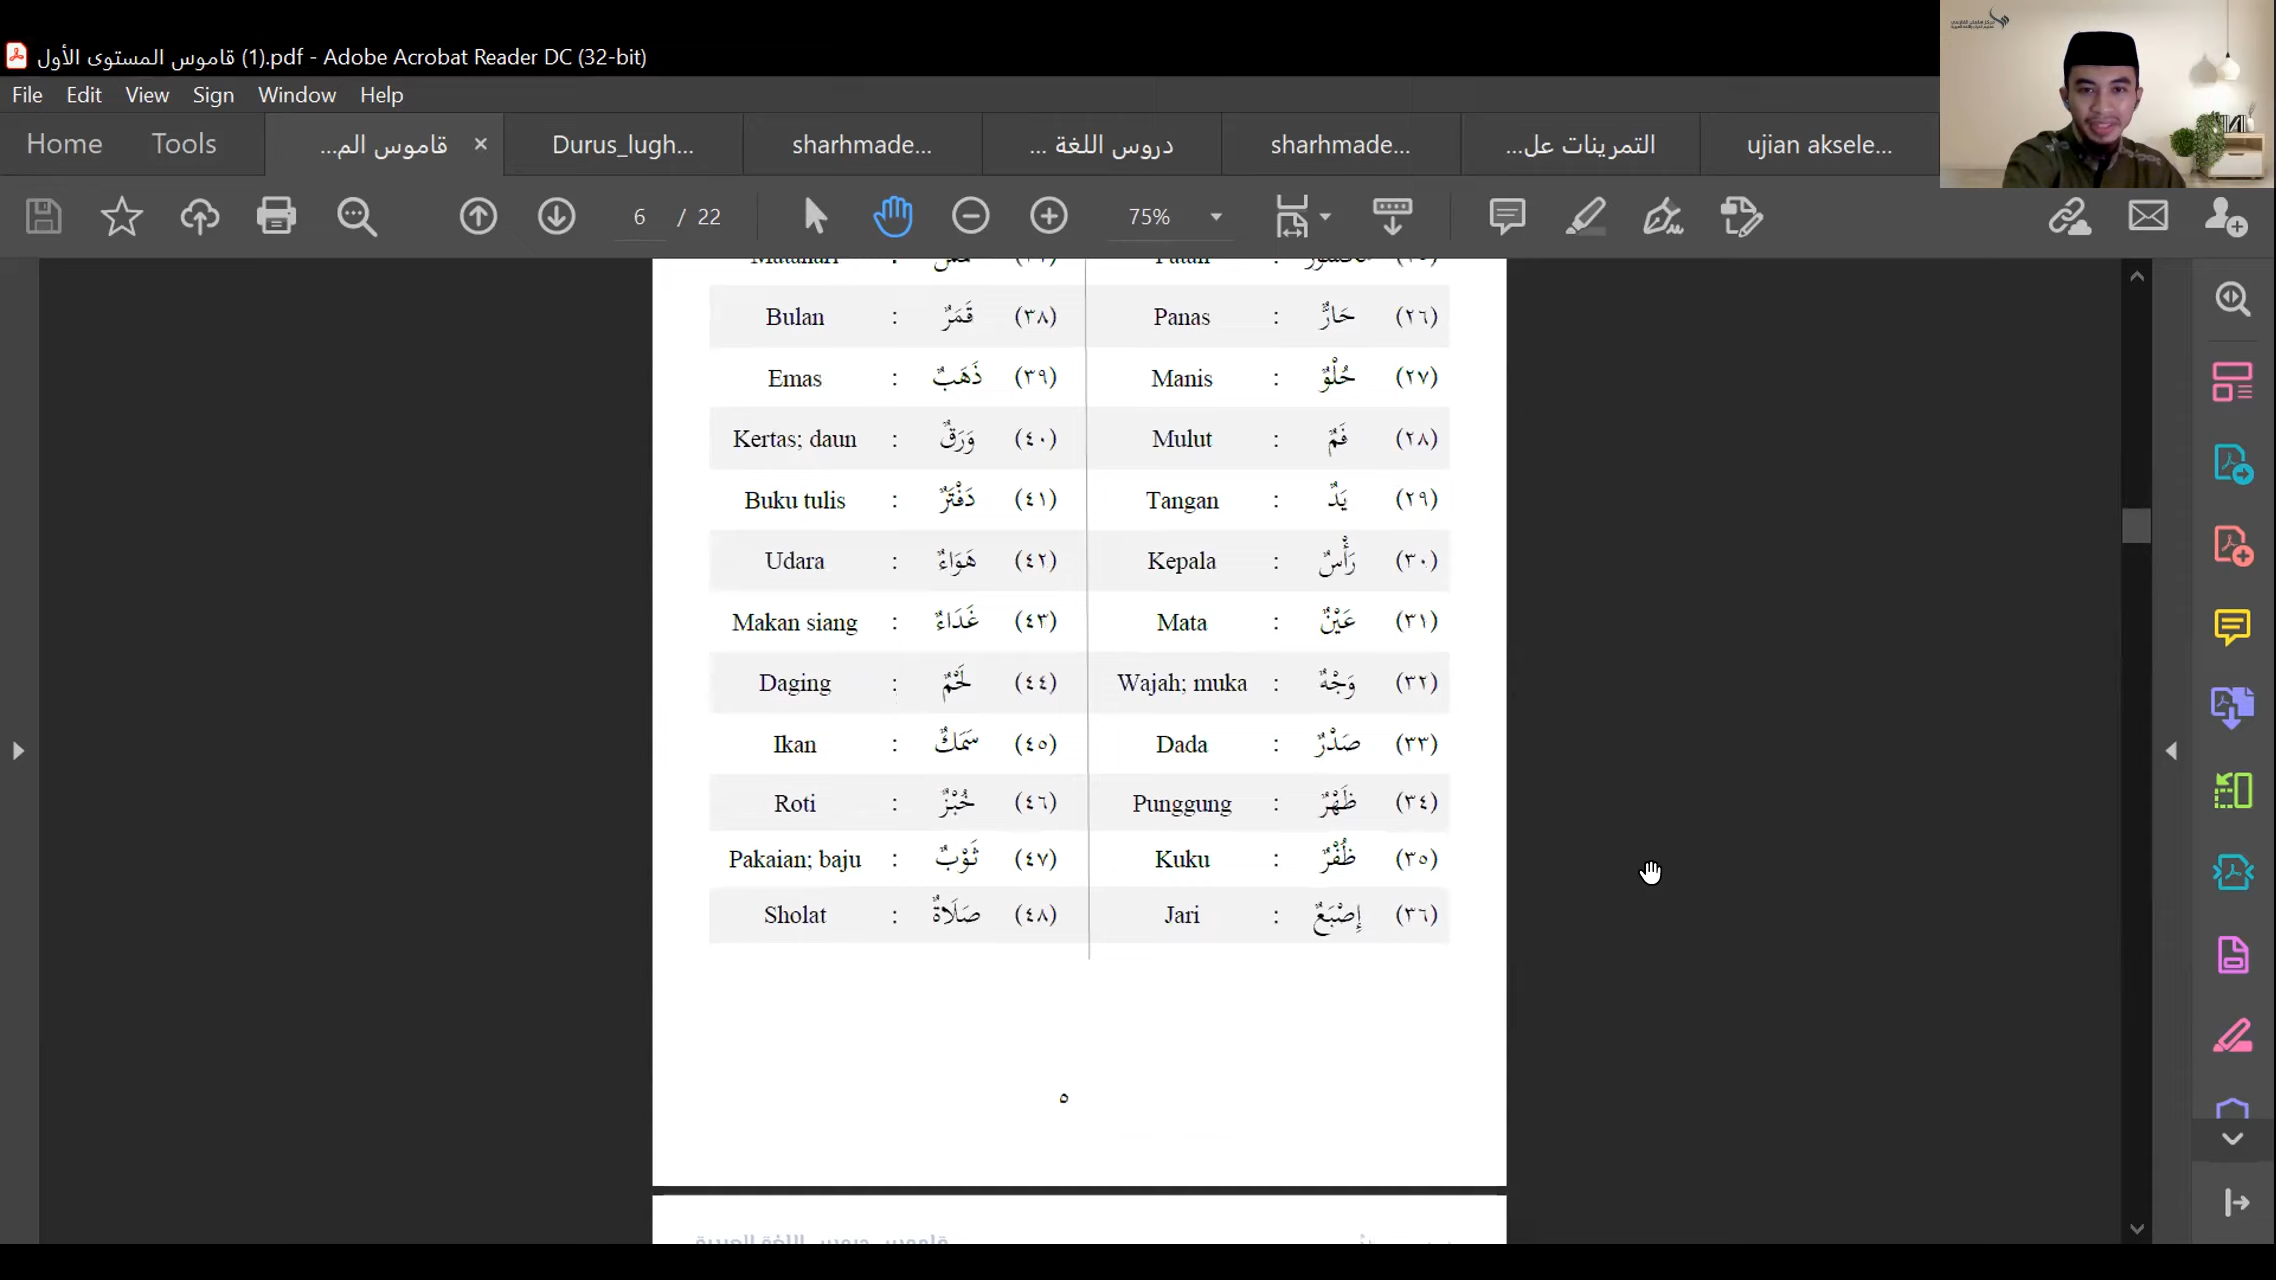 قاموس المستوى الأول (1).pdf - Adobe Acrobat Reader DC (32-bit)
File Edit View Sign Window Help
Home Tools قاموس الم... × Durus_lugh... sharhmade... دروس اللغة ... sharhmade... التمرينات عل... ujian aksele...
6 / 22 75%
(٢٦) حَارٌّ : Panas (٣٨) قَمَرٌ : Bulan
(٢٧) حُلْوٌ : Manis (٣٩) ذَهَبٌ : Emas
(٢٨) فَمٌ : Mulut (٤٠) وَرَقٌ : Kertas; daun
(٢٩) يَدٌ : Tangan (٤١) دَفْتَرٌ : Buku tulis
(٣٠) رَأْسٌ : Kepala (٤٢) هَوَاءٌ : Udara
(٣١) عَيْنٌ : Mata (٤٣) غَدَاءٌ : Makan siang
(٣٢) وَجْهٌ : Wajah; muka (٤٤) لَحْمٌ : Daging
(٣٣) صَدْرٌ : Dada (٤٥) سَمَكٌ : Ikan
(٣٤) ظَهْرٌ : Punggung (٤٦) خُبْزٌ : Roti
(٣٥) ظُفْرٌ : Kuku (٤٧) ثَوْبٌ : Pakaian; baju
(٣٦) إِصْبَعٌ : Jari (٤٨) صَلَاةٌ : Sholat
٥